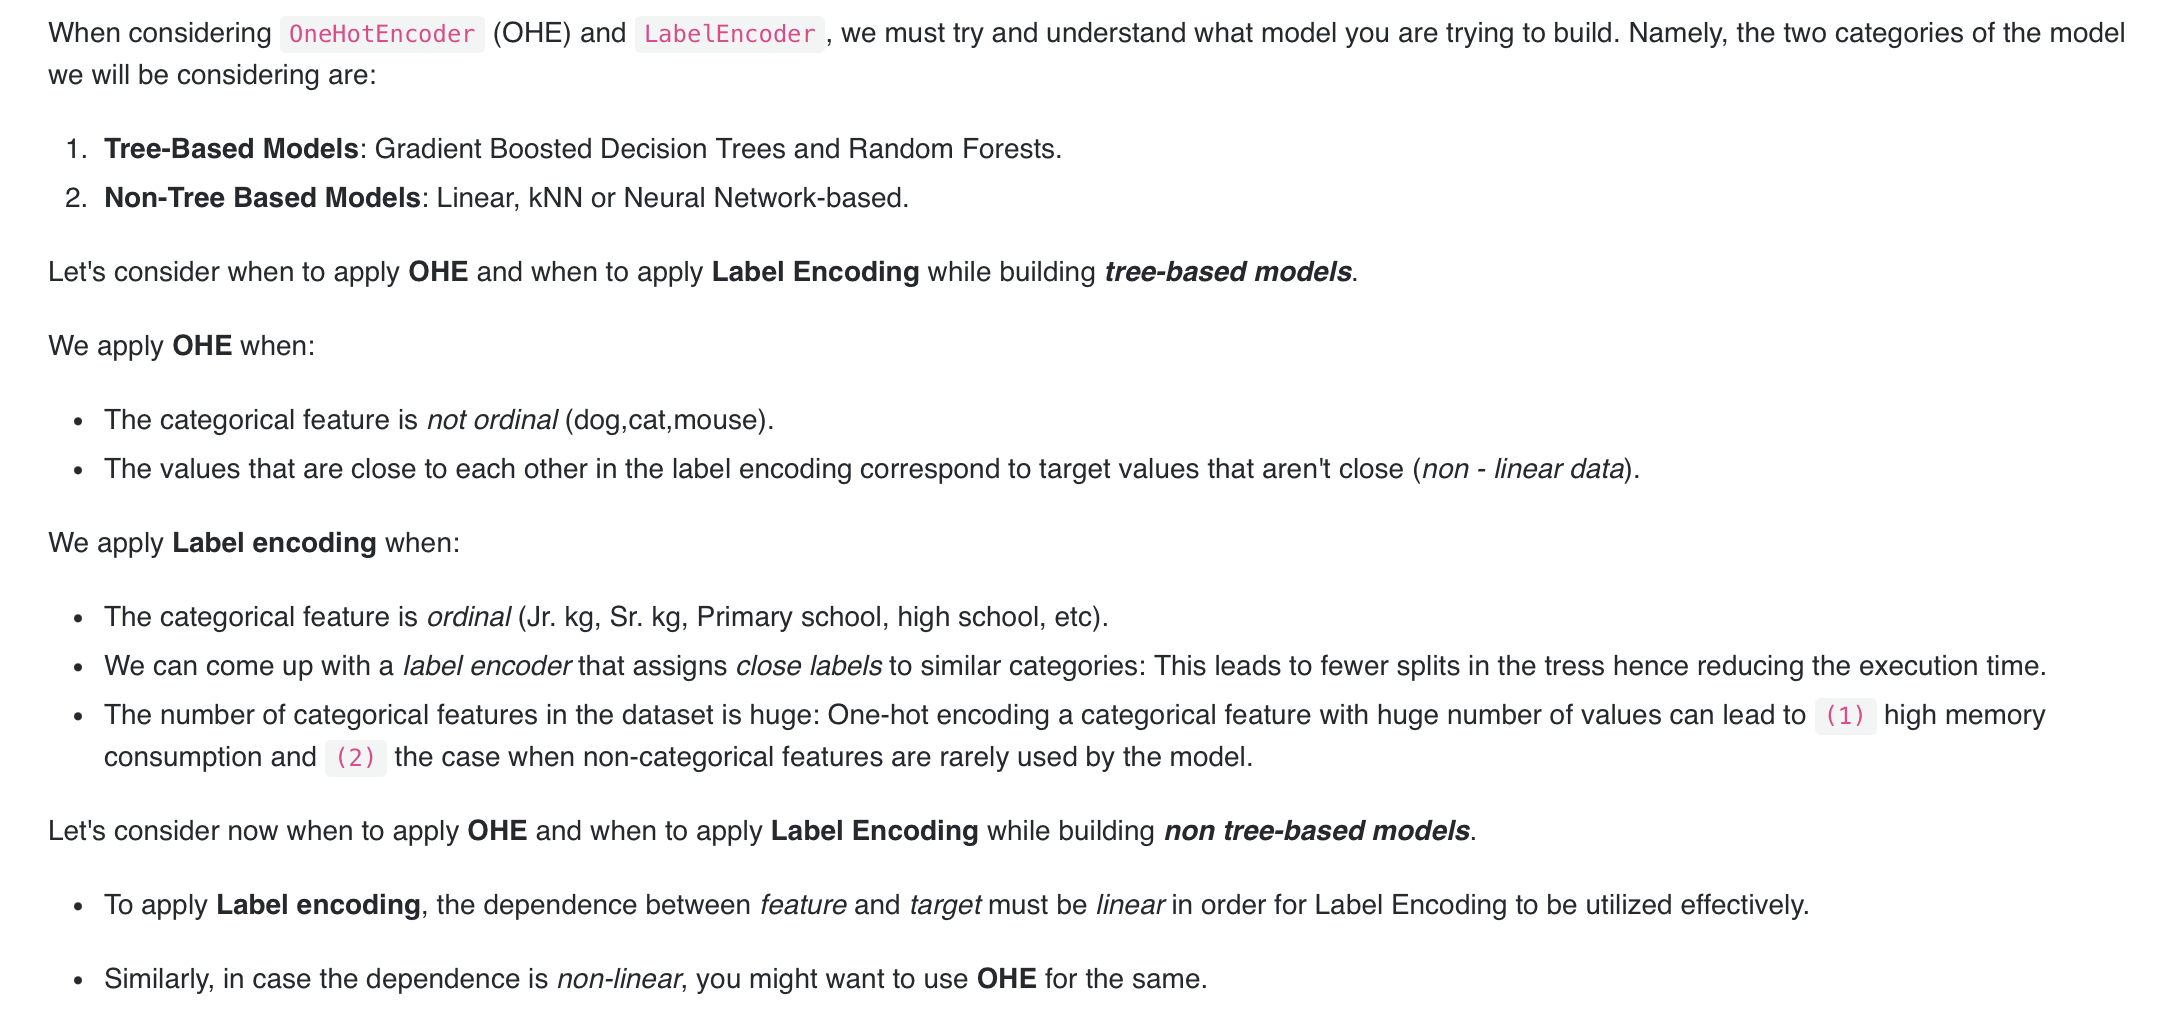 When considering OneHotEncoder (OHE) and LabelEncoder, we must try and understand what model you are trying to build. Namely, the two categories of the model
we will be considering are:
1. Tree-Based Models: Gradient Boosted Decision Trees and Random Forests.
2. Non-Tree Based Models: Linear, kNN or Neural Network-based.
Let's consider when to apply OHE and when to apply Label Encoding while building tree-based models.
We apply OHE when:
• The categorical feature is not ordinal (dog,cat,mouse).
• The values that are close to each other in the label encoding correspond to target values that aren't close (non - linear data).
We apply Label encoding when:
• The categorical feature is ordinal (Jr. kg, Sr. kg, Primary school, high school, etc).
• We can come up with a label encoder that assigns close labels to similar categories: This leads to fewer splits in the tress hence reducing the execution time.
• The number of categorical features in the dataset is huge: One-hot encoding a categorical feature with huge number of values can lead to (1) high memory
consumption and (2) the case when non-categorical features are rarely used by the model.
Let's consider now when to apply OHE and when to apply Label Encoding while building non tree-based models.
• To apply Label encoding, the dependence between feature and target must be linear in order for Label Encoding to be utilized effectively.
• Similarly, in case the dependence is non-linear, you might want to use OHE for the same.